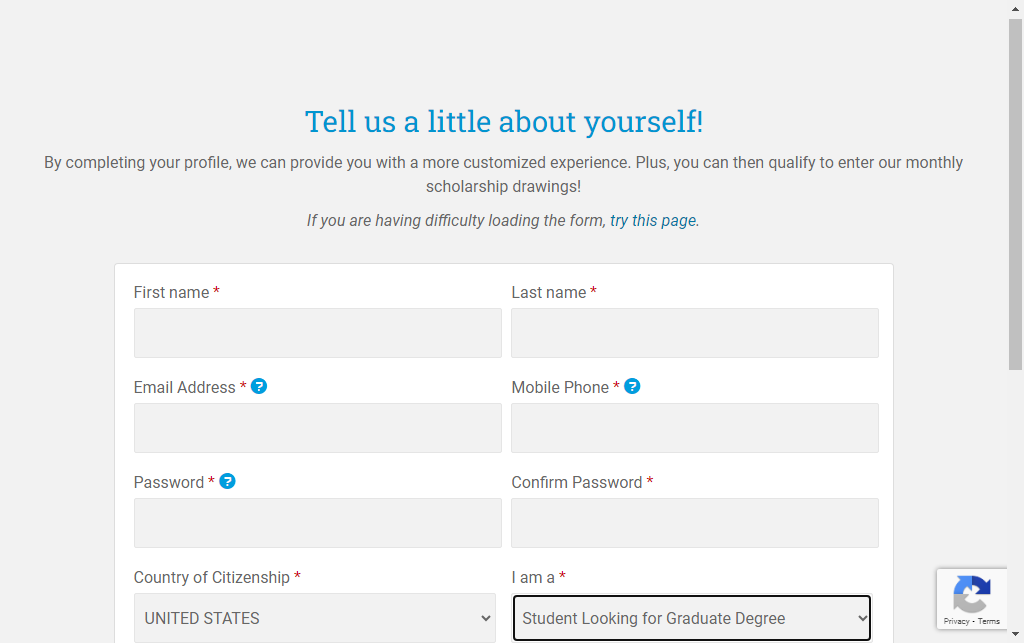 Tell us a little about yourself!
By completing your profile, we can provide you with a more customized experience. Plus, you can then qualify to enter our monthly
scholarship drawings!
If you are having difficulty loading the form, try this page.
First name *
Last name *
Email Address * ?
Mobile Phone * ?
Password * ?
Confirm Password *
Country of Citizenship *
I am a *
UNITED STATES
Student Looking for Graduate Degree
Privacy - Terms